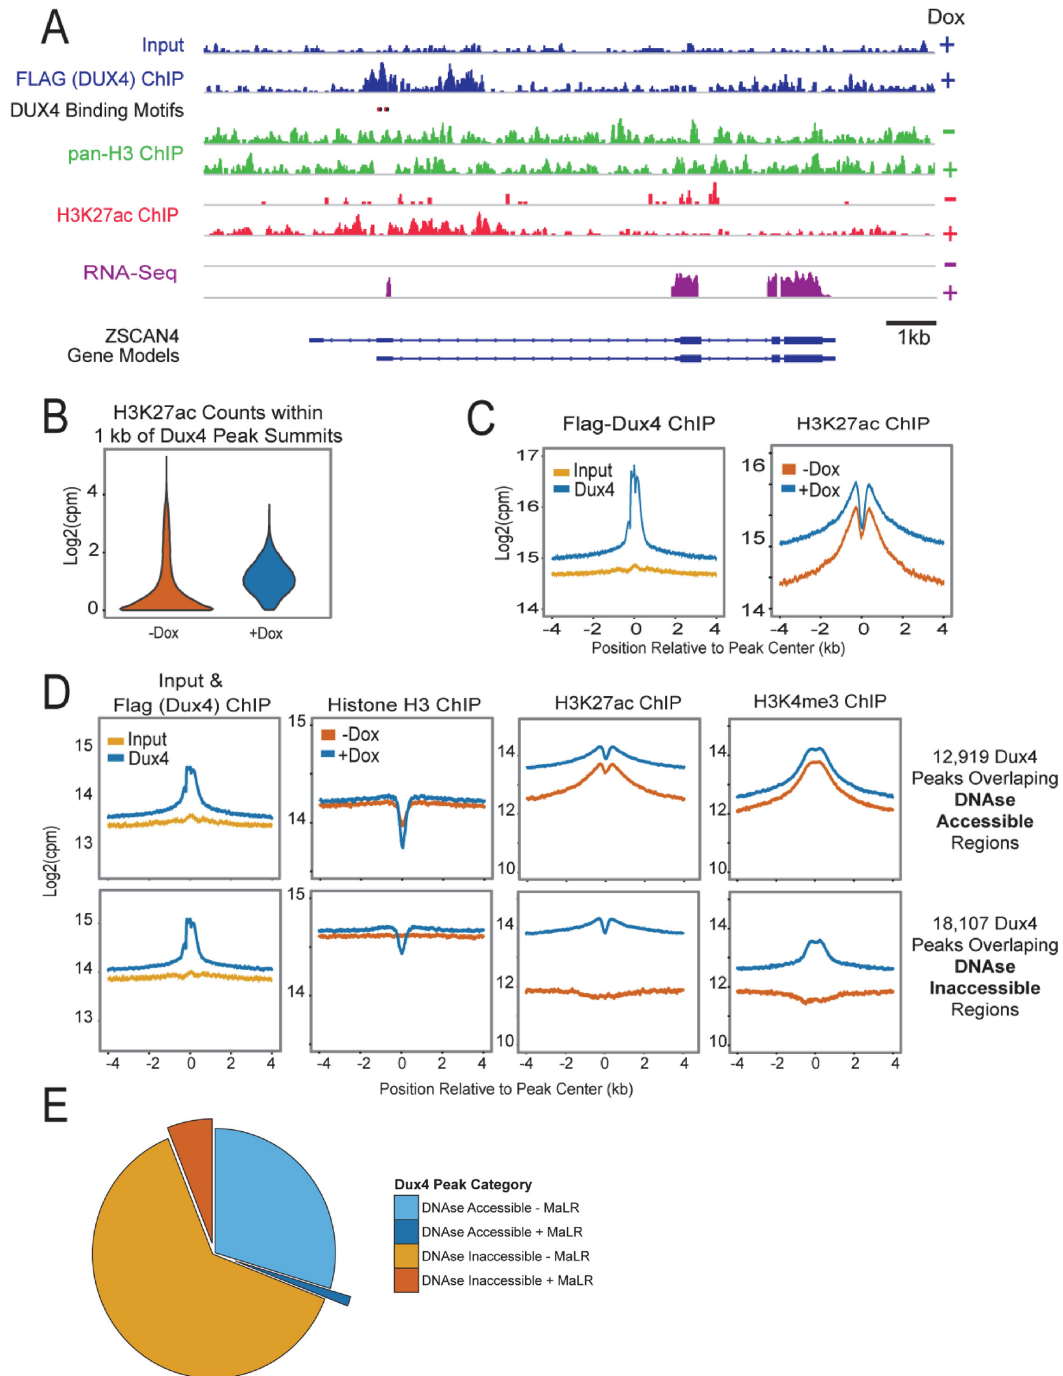 A
Dox
Input
+
FLAG (DUX4) ChIP
+
DUX4 Binding Motifs
pan-H3 ChIP
-
+
H3K27ac ChIP
-
+
RNA-Seq
-
+
1kb
ZSCAN4
Gene Models
B
H3K27ac Counts within
1 kb of Dux4 Peak Summits
Log2(cpm)
4
2
0
-Dox
+Dox
C
Flag-Dux4 ChIP
H3K27ac ChIP
Log2(cpm)
17
16
15
14
Input
Dux4
16
15
14
-Dox
+Dox
-4 -2 0 2 4
-4 -2 0 2 4
Position Relative to Peak Center (kb)
D
Input &
Flag (Dux4) ChIP
Histone H3 ChIP
H3K27ac ChIP
H3K4me3 ChIP
Log2(cpm)
15
14
13
Input
Dux4
15
14
-Dox
+Dox
14
12
10
14
12
10
12,919 Dux4
Peaks Overlaping
DNAse
Accessible
Regions
15
14
13
15
14
14
12
10
14
12
10
18,107 Dux4
Peaks Overlaping
DNAse
Inaccessible
Regions
-4 -2 0 2 4
-4 -2 0 2 4
-4 -2 0 2 4
-4 -2 0 2 4
Position Relative to Peak Center (kb)
E
Dux4 Peak Category
DNAse Accessible - MaLR
DNAse Accessible + MaLR
DNAse Inaccessible - MaLR
DNAse Inaccessible + MaLR